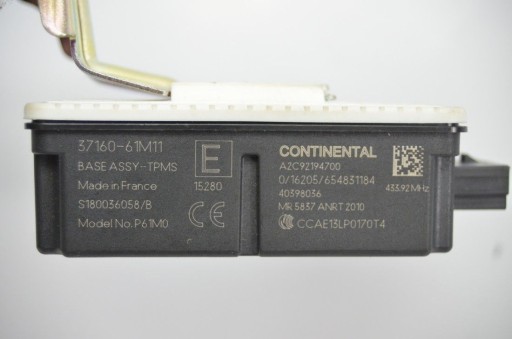 37160-61M11
BASE ASSY-TPMS
Made in France
S180036058/B
Model No.P61M0
E
15280
CE
CONTINENTAL
A2C92194700
0/16205/654831184
40398036
MR 5837 ANRT 2010
CCAE13LP0170T4
433.92 MHz